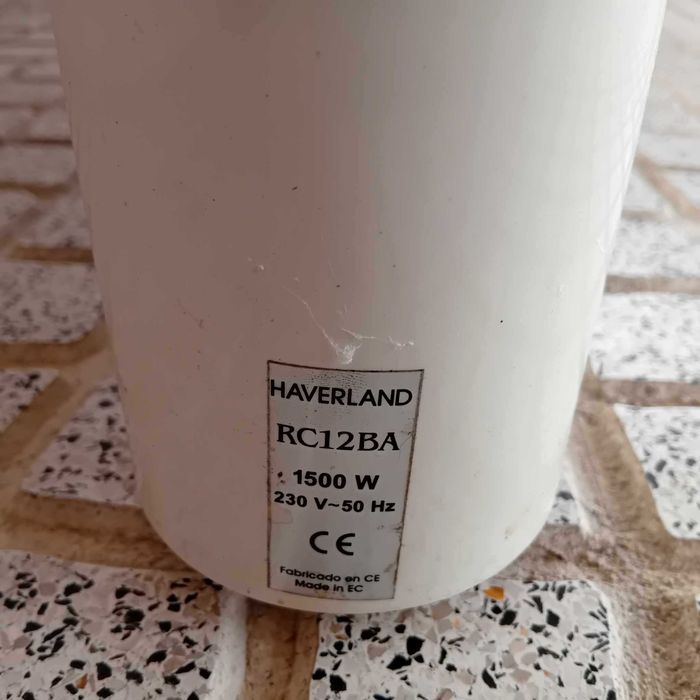 HAVERLAND
RC12BA
1500 W
230 V~50 Hz
CE
Fabricado en CE
Made in EC